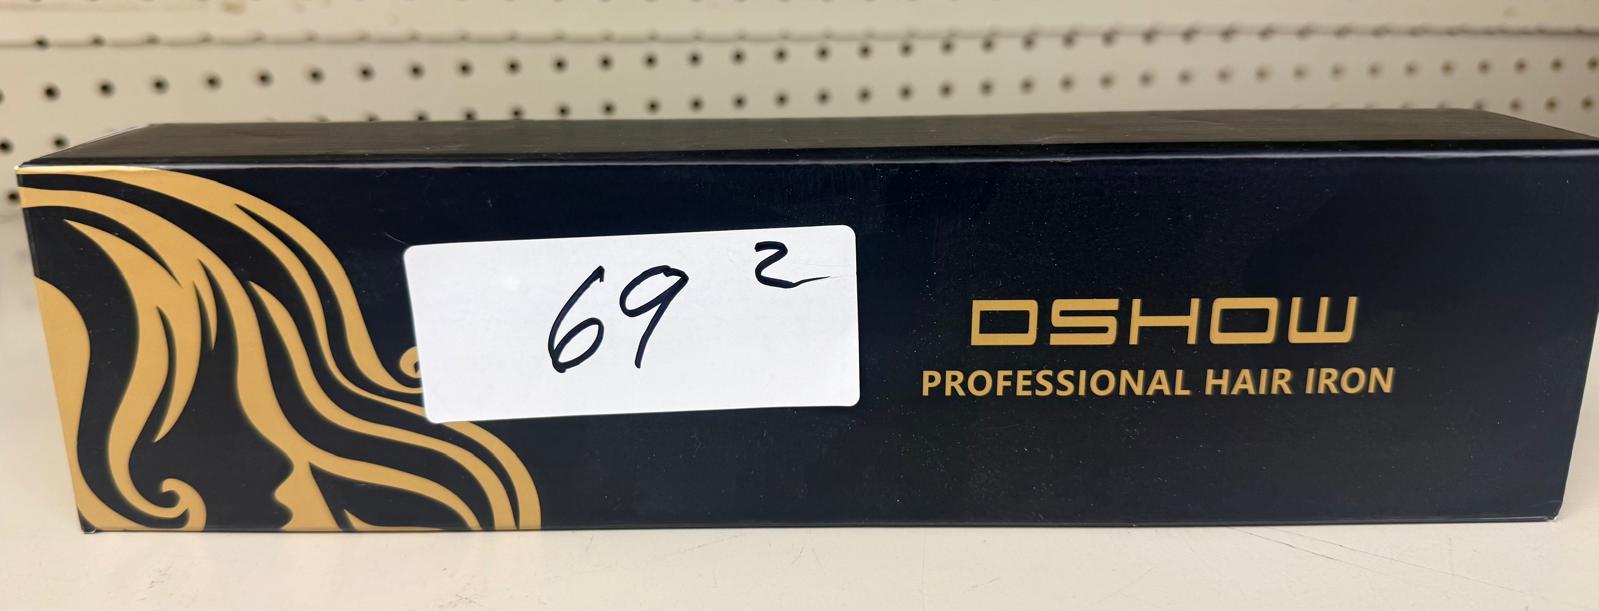 69 2
DSHOW
PROFESSIONAL HAIR IRON